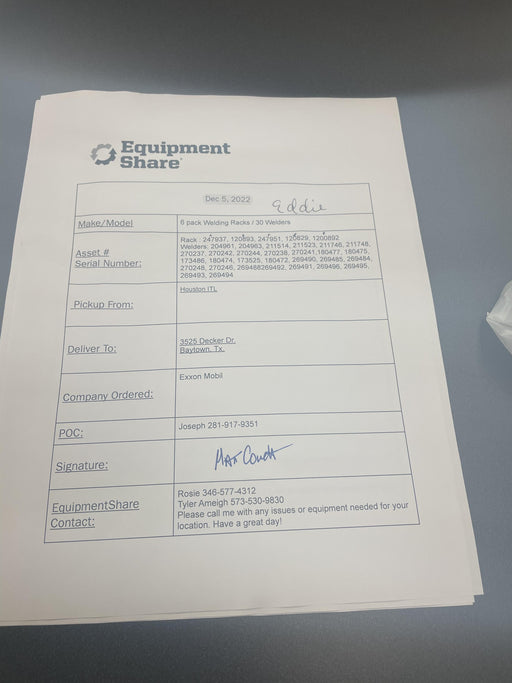 Equipment
Share
Dec 5, 2022
Eddie
Make/Model
6 pack Welding Racks / 30 Welders
Asset #
Serial Number:
Rack : 247937, 120893, 247951, 120829, 1200892
Welders: 204961, 204963, 211514, 211523, 211746, 211748,
270237, 270242, 270244, 270238, 270241,180477, 180475,
173486, 180474, 173525, 180472, 269490, 269485, 269484,
270248, 270246, 269488269492, 269491, 269496, 269495,
269493, 269494
Pickup From:
Houston ITL
Deliver To:
3525 Decker Dr.
Baytown, Tx.
Company Ordered:
Exxon Mobil
POC:
Joseph 281-917-9351
Signature:
Mat Couch
EquipmentShare
Contact:
Rosie 346-577-4312
Tyler Ameigh 573-530-9830
Please call me with any issues or equipment needed for your
location. Have a great day!